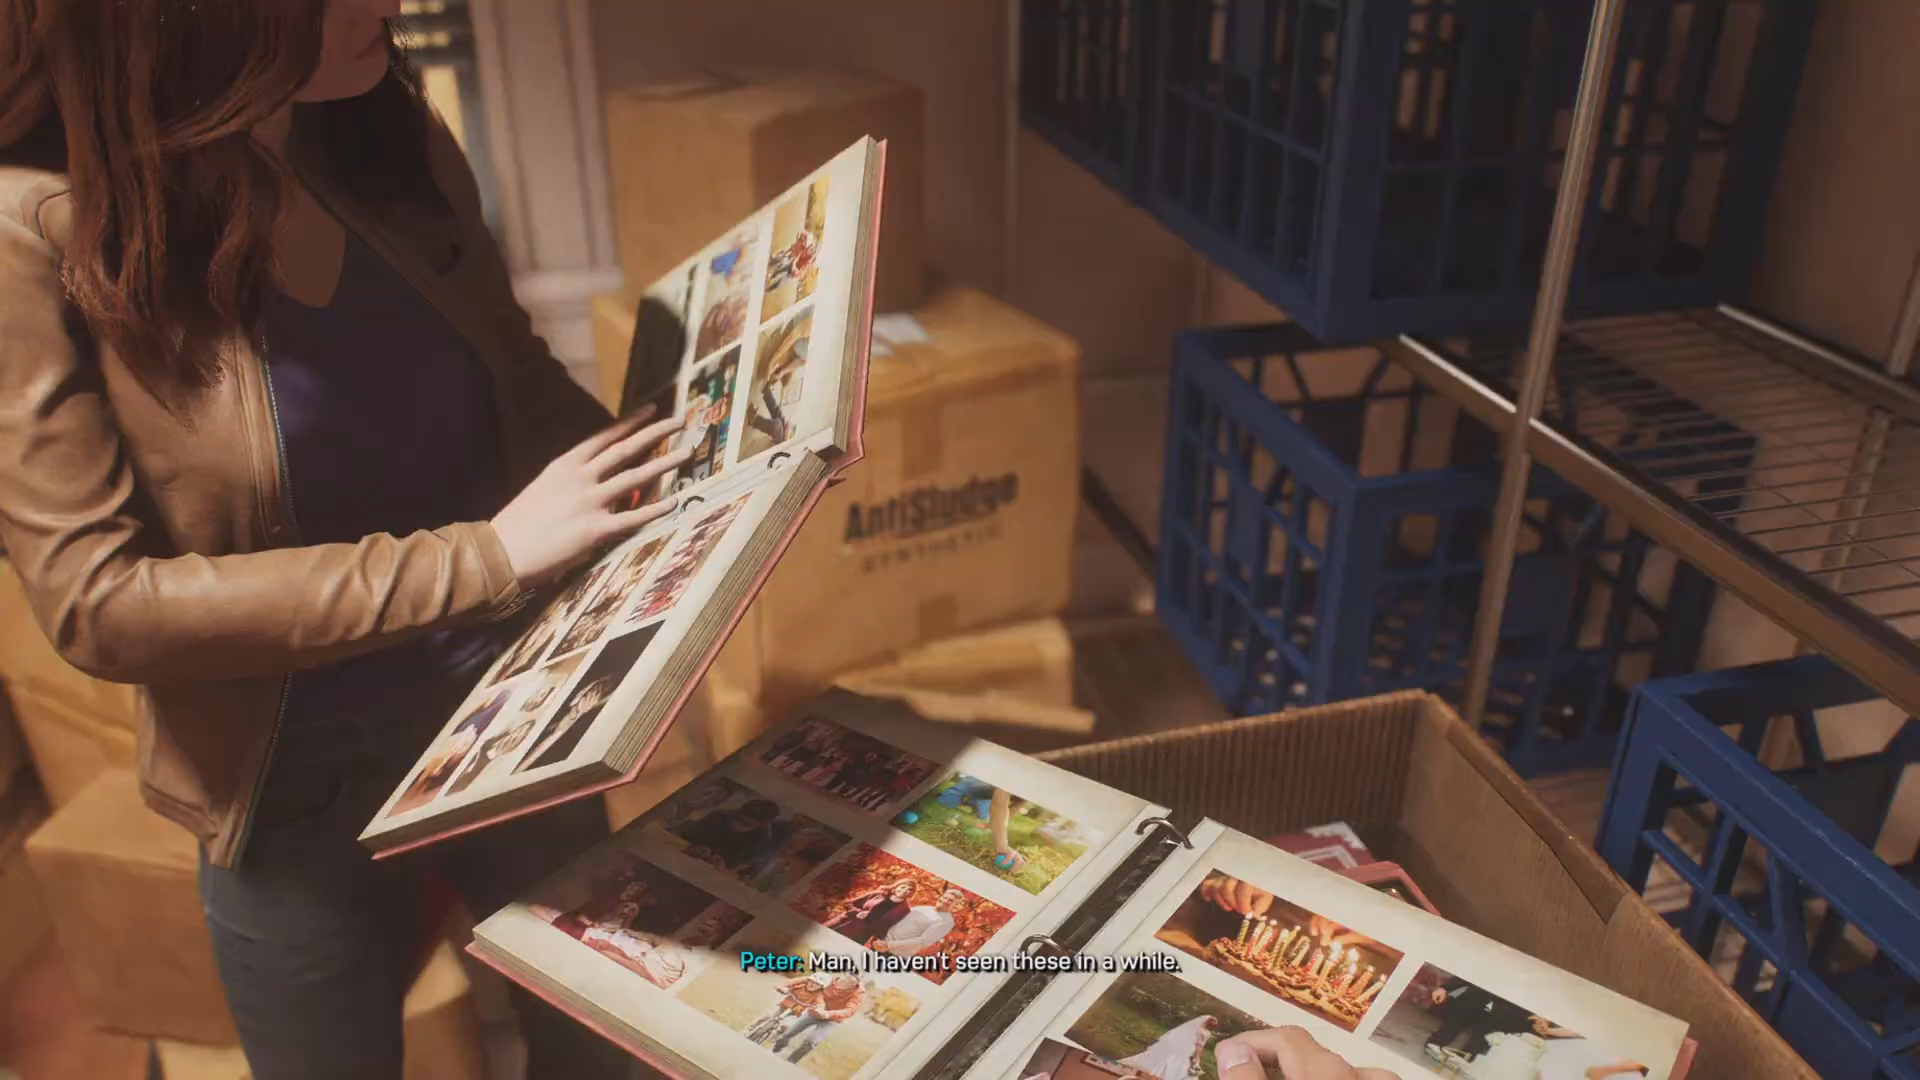 AntiSludge
SYNTHETIC
Peter: Man, I haven't seen these in a while.